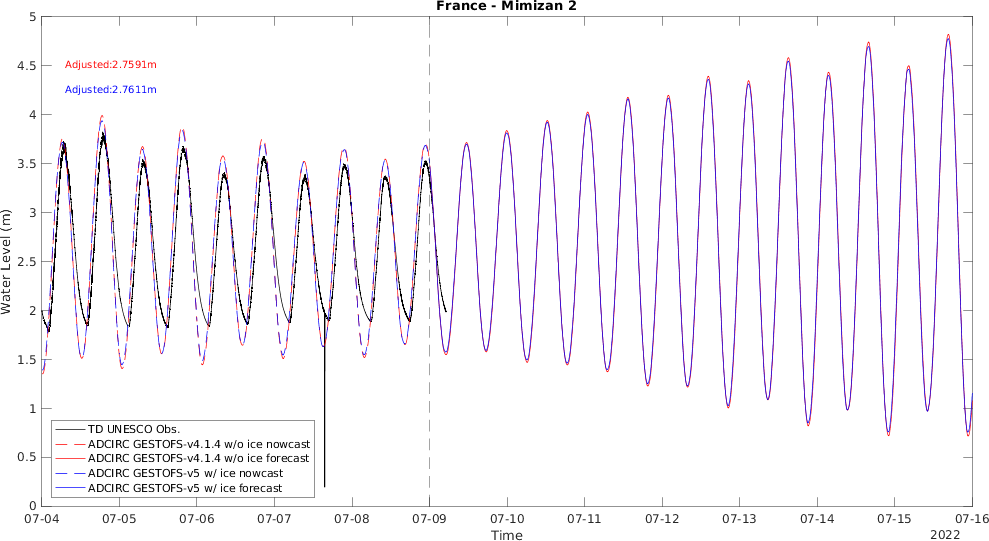 France - Mimizan 2
5
4.5
4
3.5
3
2.5
2
1.5
1
0.5
0
Water Level (m)
Adjusted:2.7591m
Adjusted:2.7611m
TD UNESCO Obs.
ADCIRC GESTOFS-v4.1.4 w/o ice nowcast
ADCIRC GESTOFS-v4.1.4 w/o ice forecast
ADCIRC GESTOFS-v5 w/ ice nowcast
ADCIRC GESTOFS-v5 w/ ice forecast
07-04 07-05 07-06 07-07 07-08 07-09 07-10 07-11 07-12 07-13 07-14 07-15 07-16
Time
2022